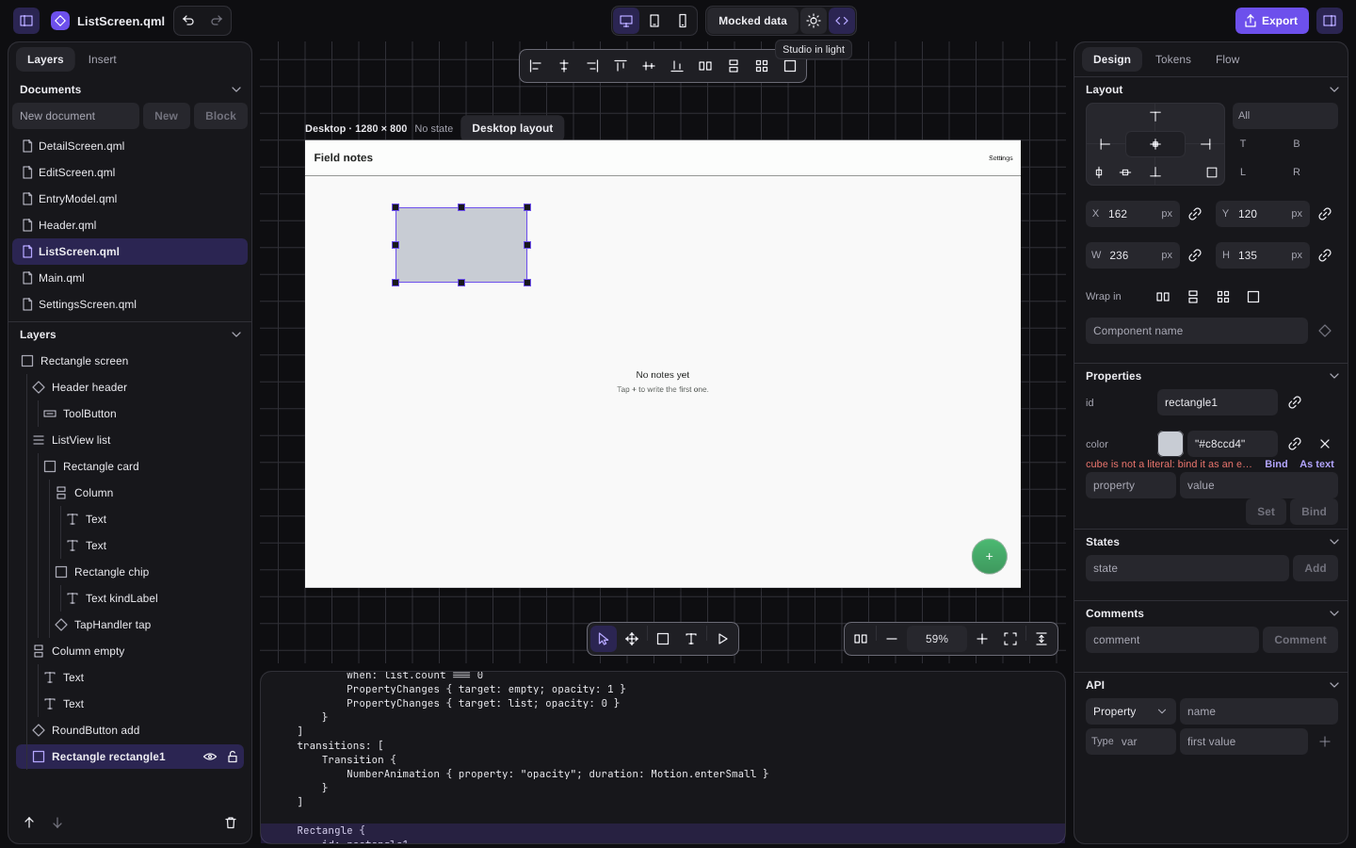 ListScreen.qml
Mocked data
Export
Studio in light
Layers
Insert
Documents
New document
New
Block
DetailScreen.qml
EditScreen.qml
EntryModel.qml
Header.qml
ListScreen.qml
Main.qml
SettingsScreen.qml
Layers
Rectangle screen
Header header
ToolButton
ListView list
Rectangle card
Column
Text
Text
Rectangle chip
Text kindLabel
TapHandler tap
Column empty
Text
Text
RoundButton add
Rectangle rectangle1
Desktop · 1280 × 800 No state Desktop layout
Field notes
Settings
No notes yet
Tap + to write the first one.
+
59%
when: list.count === 0
PropertyChanges { target: empty; opacity: 1 }
PropertyChanges { target: list; opacity: 0 }
}
]
transitions: [
Transition {
NumberAnimation { property: "opacity"; duration: Motion.enterSmall }
}
]
Rectangle {
id: rectangle1
Design
Tokens
Flow
Layout
All
T B
L R
X 162 px
Y 120 px
W 236 px
H 135 px
Wrap in
Component name
Properties
id rectangle1
color "#c8ccd4"
cube is not a literal: bind it as an e… Bind As text
property value
Set Bind
States
state Add
Comments
comment Comment
API
Property name
Type var first value